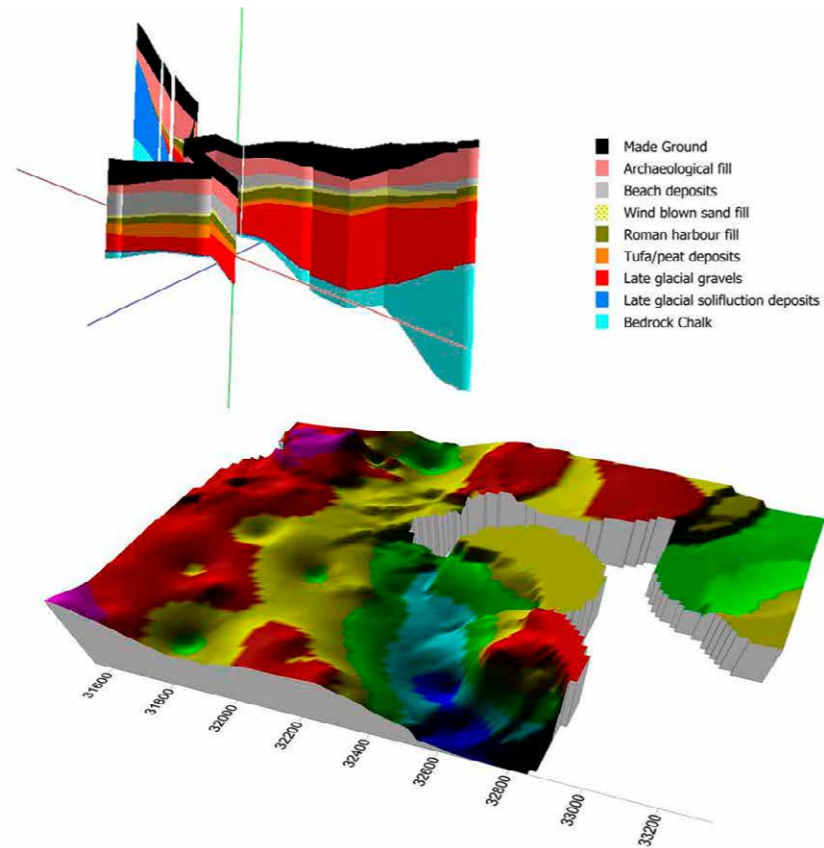 Made Ground
Archaeological fill
Beach deposits
Wind blown sand fill
Roman harbour fill
Tufa/peat deposits
Late glacial gravels
Late glacial solifluction deposits
Bedrock Chalk
31600
31800
32000
32200
32400
32600
32800
33000
33200